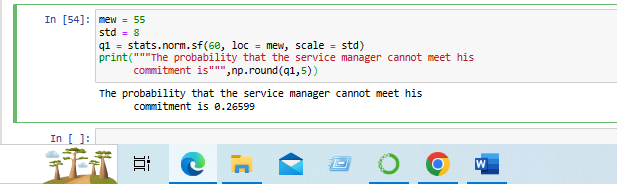 In [54]: mew = 55
std = 8
q1 = stats.norm.sf(60, loc = mew, scale = std)
print("""The probability that the service manager cannot meet his
commitment is""",np.round(q1,5))
The probability that the service manager cannot meet his
commitment is 0.26599
In [ ]:
W